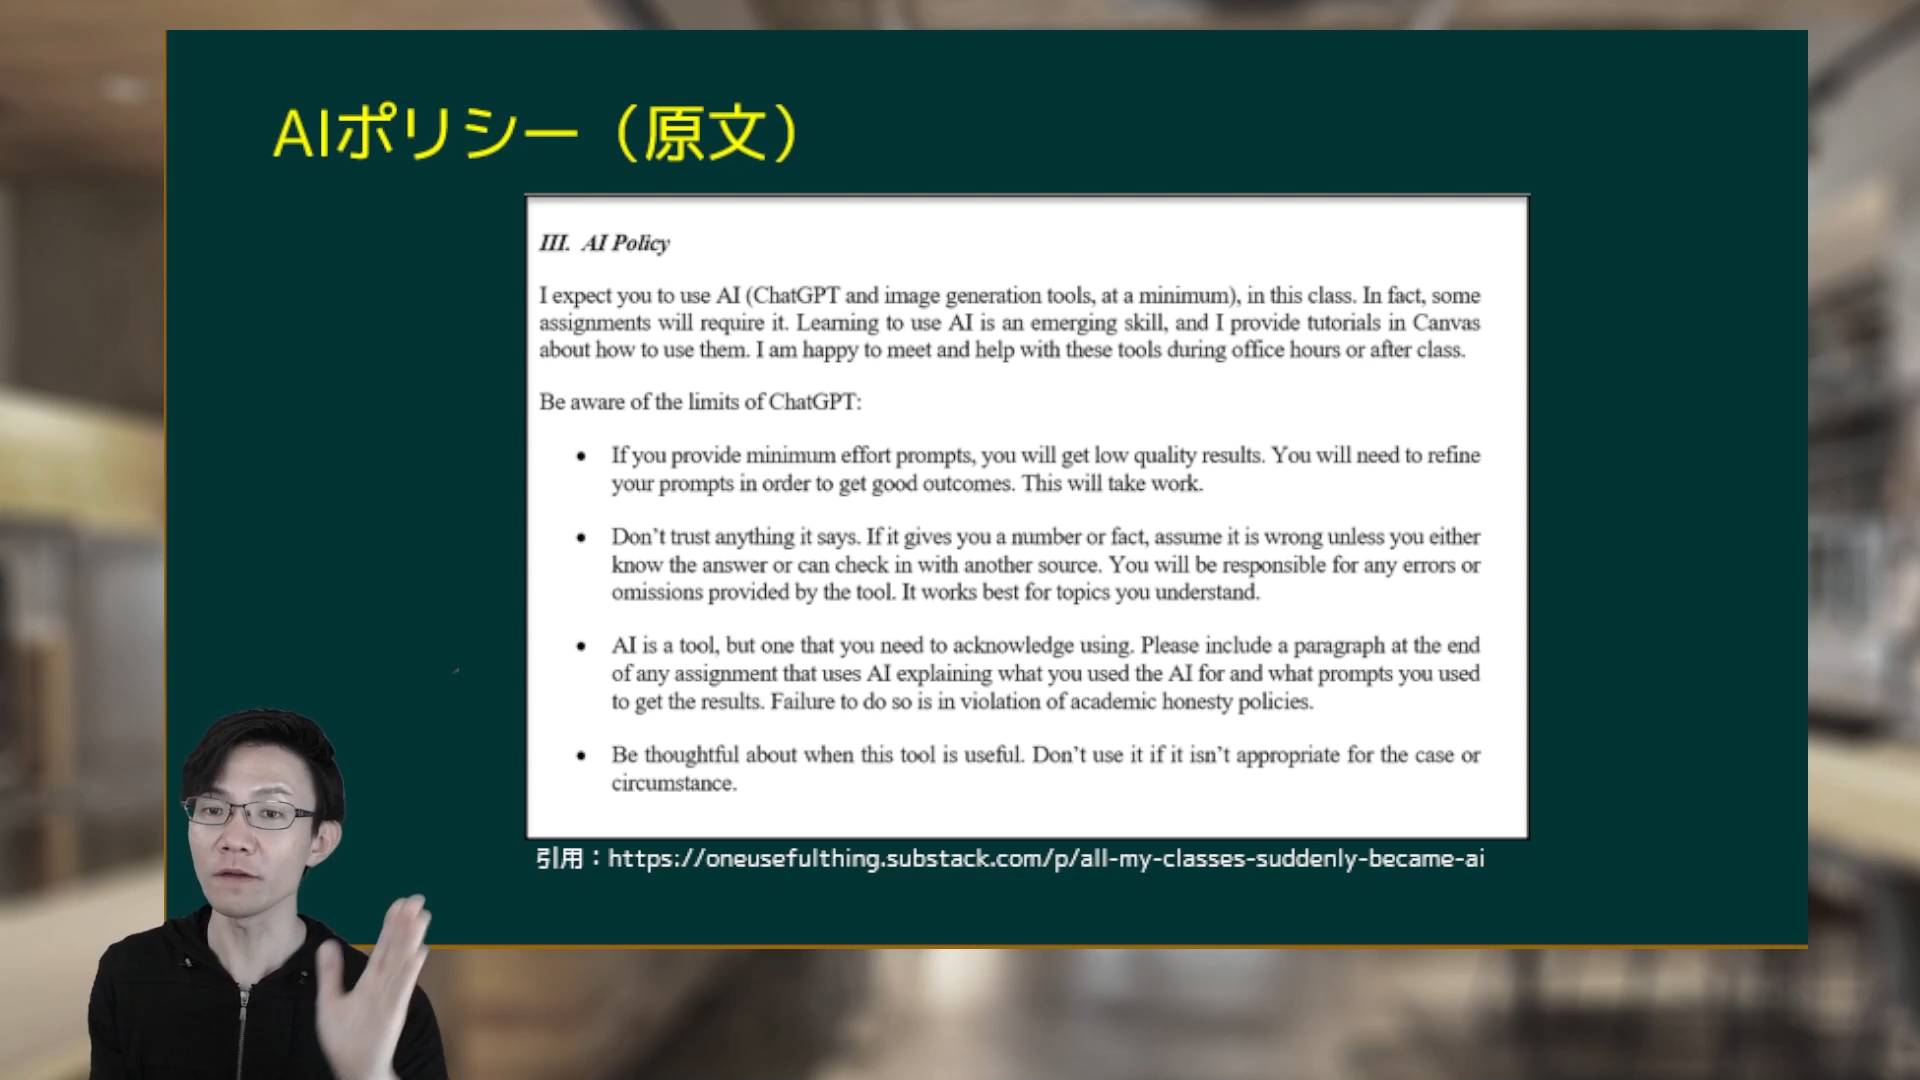 AIポリシー（原文）
III. AI Policy
I expect you to use AI (ChatGPT and image generation tools, at a minimum), in this class. In fact, some
assignments will require it. Learning to use AI is an emerging skill, and I provide tutorials in Canvas
about how to use them. I am happy to meet and help with these tools during office hours or after class.
Be aware of the limits of ChatGPT:
• If you provide minimum effort prompts, you will get low quality results. You will need to refine
your prompts in order to get good outcomes. This will take work.
• Don’t trust anything it says. If it gives you a number or fact, assume it is wrong unless you either
know the answer or can check in with another source. You will be responsible for any errors or
omissions provided by the tool. It works best for topics you understand.
• AI is a tool, but one that you need to acknowledge using. Please include a paragraph at the end
of any assignment that uses AI explaining what you used the AI for and what prompts you used
to get the results. Failure to do so is in violation of academic honesty policies.
• Be thoughtful about when this tool is useful. Don’t use it if it isn’t appropriate for the case or
circumstance.
引用：https://oneusefulthing.substack.com/p/all-my-classes-suddenly-became-ai